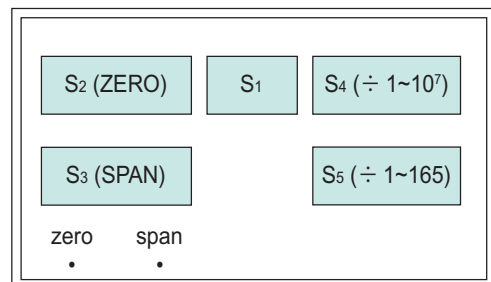 S₂ (ZERO) S₁ S₄ (÷ 1~10⁷)
S₃ (SPAN) S₅ (÷ 1~165)
zero span